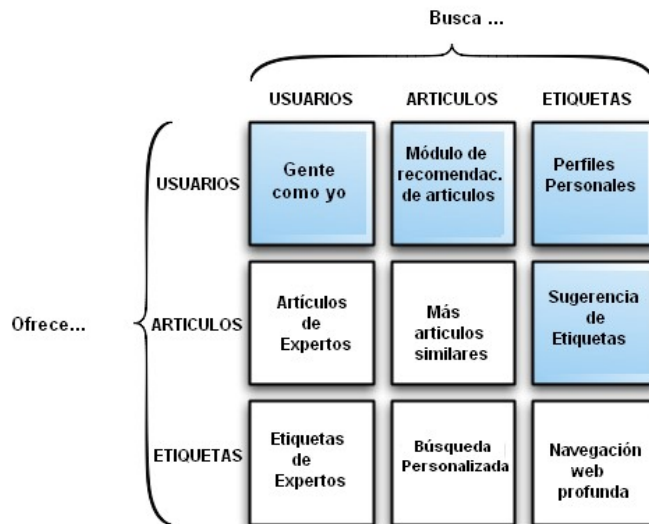 Busca ...
USUARIOS ARTICULOS ETIQUETAS
USUARIOS
Gente
como yo
Módulo de
recomendac.
de articulos
Perfiles
Personales
Ofrece...
ARTICULOS
Artículos
de
Expertos
Más
articulos
similares
Sugerencia
de
Etiquetas
ETIQUETAS
Etiquetas
de
Expertos
Búsqueda
Personalizada
Navegación
web
profunda